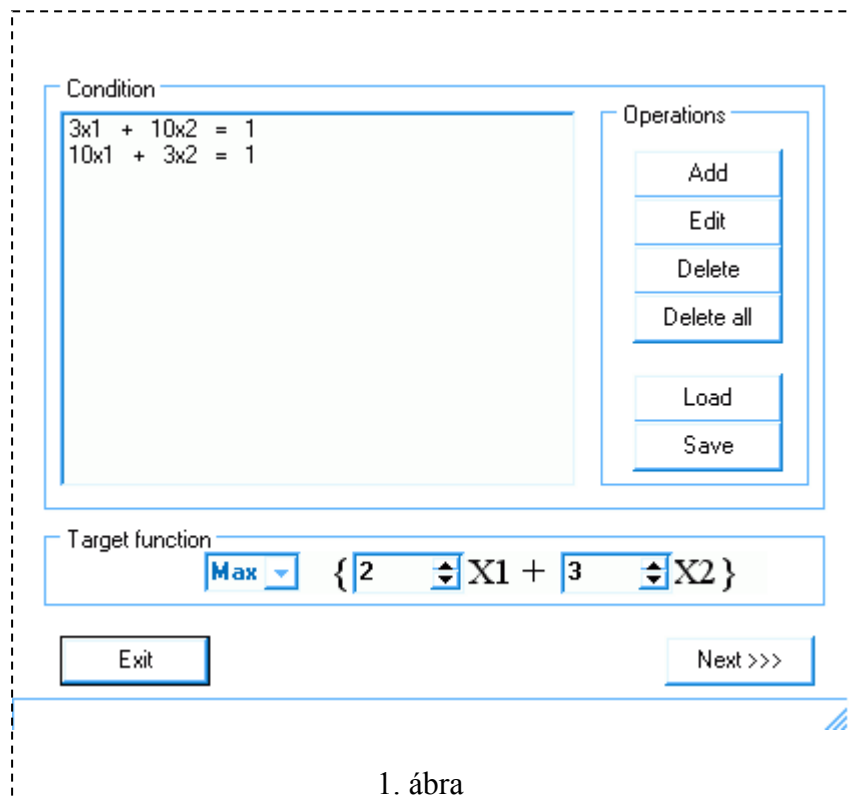 Condition
3x1 + 10x2 = 1
10x1 + 3x2 = 1
Operations
Add
Edit
Delete
Delete all
Load
Save
Target function
Max { 2 X1 + 3 X2 }
Exit
Next >>>
1. ábra